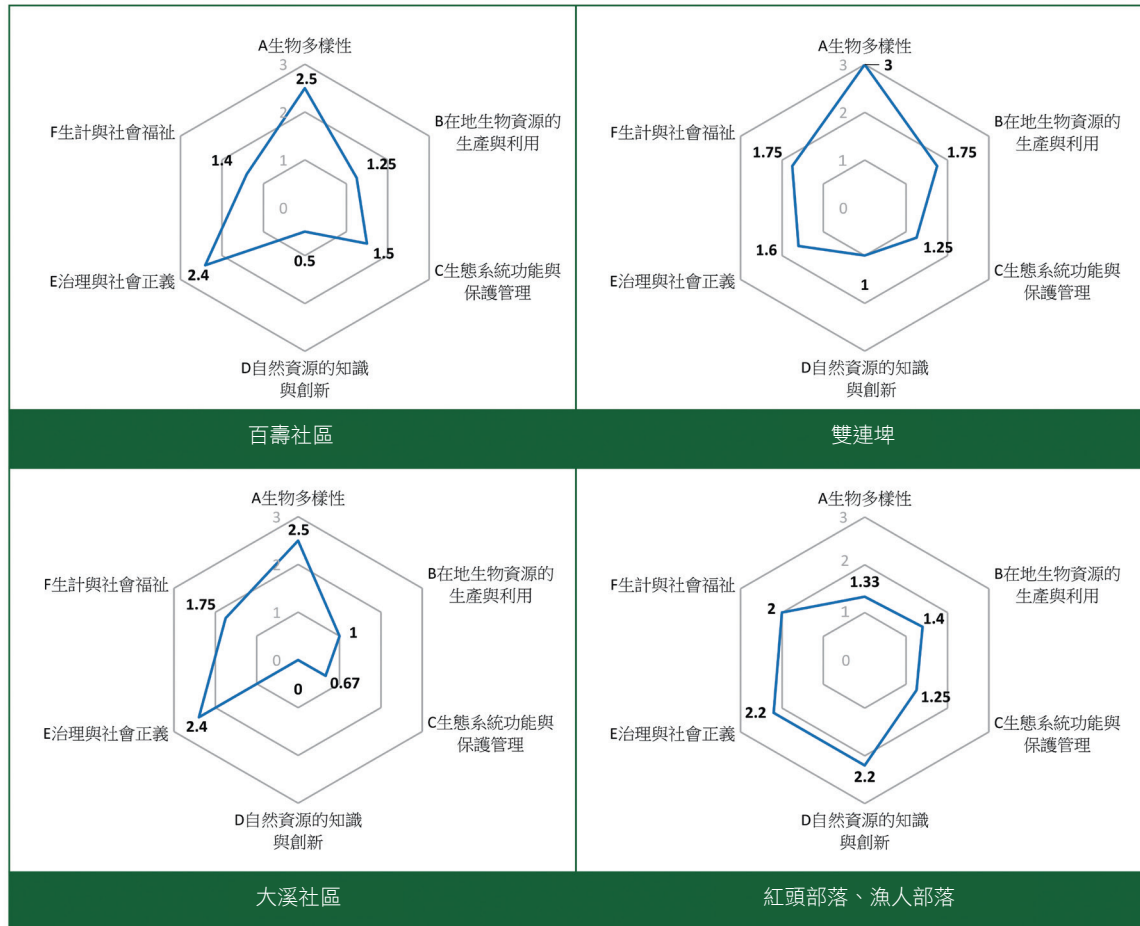 A生物多樣性
3
2.5
F生計與社會福祉
B在地生物資源的
生產與利用
2
1.4
1.25
1
0
2.4
1.5
0.5
E治理與社會正義
C生態系統功能與
保護管理
D自然資源的知識
與創新
百壽社區
A生物多樣性
3
3
F生計與社會福祉
B在地生物資源的
生產與利用
2
1.75
1.75
1
0
1.6
1.25
1
E治理與社會正義
C生態系統功能與
保護管理
D自然資源的知識
與創新
雙連埤
A生物多樣性
3
2.5
F生計與社會福祉
B在地生物資源的
生產與利用
2
1.75
1
1
0
0.67
0
2.4
E治理與社會正義
C生態系統功能與
保護管理
D自然資源的知識
與創新
大溪社區
A生物多樣性
3
F生計與社會福祉
B在地生物資源的
生產與利用
2
1.33
2
1.4
1
0
1.25
2.2
2.2
E治理與社會正義
C生態系統功能與
保護管理
D自然資源的知識
與創新
紅頭部落、漁人部落